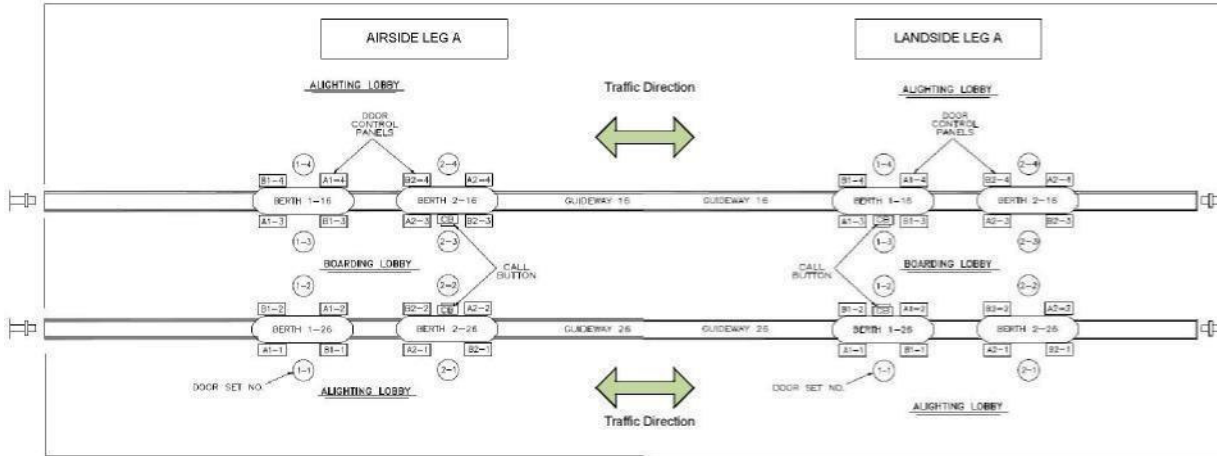 AIRSIDE LEG A
LANDSIDE LEG A
ALIGHTING LOBBY
Traffic Direction
ALIGHTING LOBBY
DOOR
CONTROL
PANELS
DOOR
CONTROL
PANELS
1-4
2-4
1-4
2-4
B1-4
A1-4
B2-4
A2-4
B1-4
A1-4
B2-4
A2-4
BERTH 1-16
BERTH 2-16
GUIDEWAY 16
GUIDEWAY 16
BERTH 1-16
BERTH 2-16
A1-3
B1-3
A2-3
CB
B2-3
A1-3
CB
B1-3
A2-3
B2-3
1-3
2-3
1-3
2-3
BOARDING LOBBY
CALL
BUTTON
CALL
BUTTON
BOARDING LOBBY
1-2
2-2
1-2
2-2
B1-2
A1-2
B2-2
CB
A2-2
B1-2
CB
A1-2
B2-2
A2-2
BERTH 1-26
BERTH 2-26
GUIDEWAY 26
GUIDEWAY 26
BERTH 1-26
BERTH 2-26
A1-1
B1-1
A2-1
B2-1
A1-1
B1-1
A2-1
B2-1
1-1
2-1
1-1
2-1
DOOR SET NO.
ALIGHTING LOBBY
DOOR SET NO.
ALIGHTING LOBBY
Traffic Direction